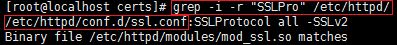 [root@localhost certs]# grep -i -r "SSLPro" /etc/httpd/
/etc/httpd/conf.d/ssl.conf:SSLProtocol all -SSLv2
Binary file /etc/httpd/modules/mod_ssl.so matches